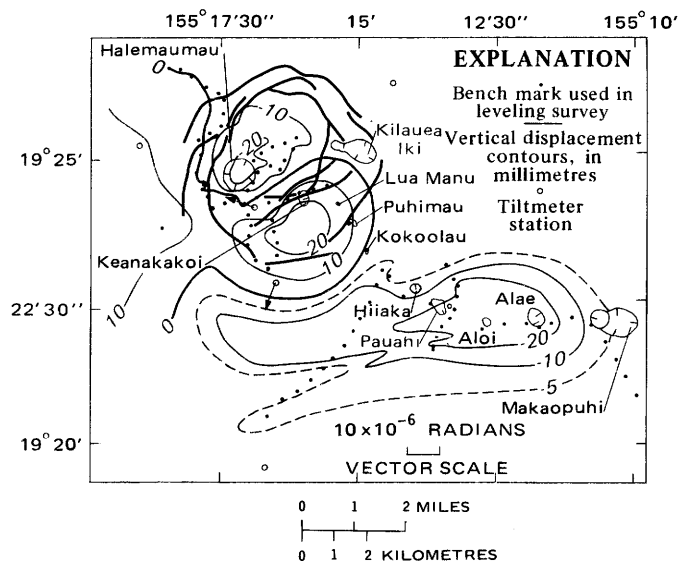 155° 17'30" 15' 12'30" 155° 10'
Halemaumau
EXPLANATION
Bench mark used in
leveling survey
Vertical displacement
contours, in
millimetres
Tiltmeter
station
0
10
20
Kilauea
Iki
19° 25'
Lua Manu
Puhimau
Kokoolau
Keanakakoi
20
10
10
0
22'30"
Hiiaka
Alae
Pauahi
Aloi
20
10
5
Makaopuhi
19° 20'
10 x 10⁻⁶ RADIANS
VECTOR SCALE
0 1 2 MILES
0 1 2 KILOMETRES